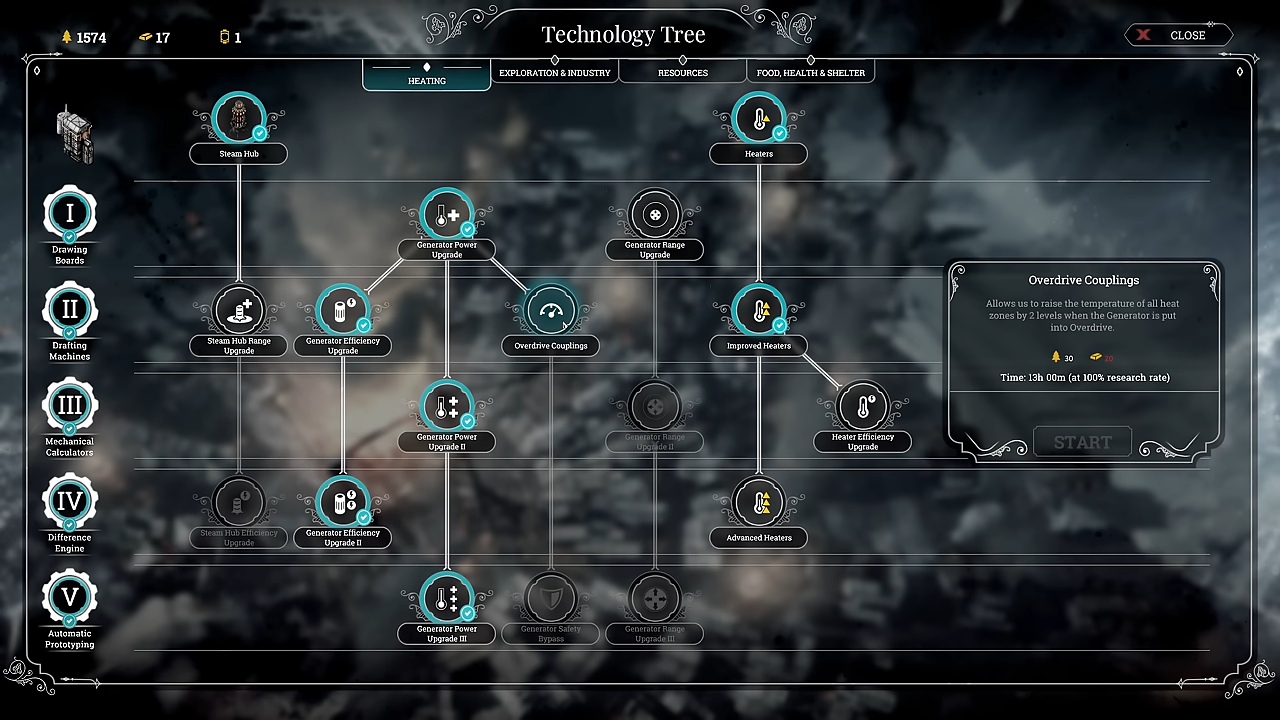 1574
17
1
Technology Tree
CLOSE
HEATING
EXPLORATION & INDUSTRY
RESOURCES
FOOD, HEALTH & SHELTER
Steam Hub
Heaters
I
Drawing
Boards
Generator Power
Upgrade
Generator Range
Upgrade
II
Drafting
Machines
Steam Hub Range
Upgrade
Generator Efficiency
Upgrade
Overdrive Couplings
Improved Heaters
III
Mechanical
Calculators
Generator Power
Upgrade II
Generator Range
Upgrade II
Heater Efficiency
Upgrade
IV
Difference
Engine
Steam Hub Efficiency
Upgrade
Generator Efficiency
Upgrade II
Advanced Heaters
V
Automatic
Prototyping
Generator Power
Upgrade III
Generator Safety
Bypass
Generator Range
Upgrade III
Overdrive Couplings
Allows us to raise the temperature of all heat
zones by 2 levels when the Generator is put
into Overdrive.
30
Time: 13h 00m (at 100% research rate)
START